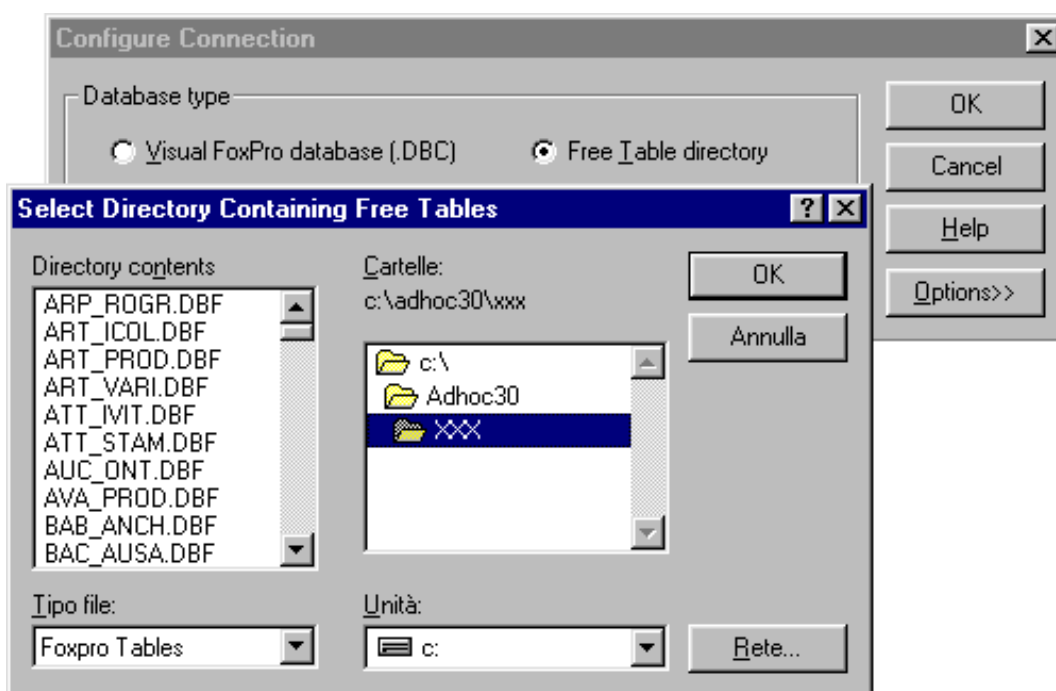 Configure Connection
Database type
Visual FoxPro database (.DBC)
Free Table directory
OK
Cancel
Help
Options>>
Select Directory Containing Free Tables
Directory contents
ARP_ROGR.DBF
ART_ICOL.DBF
ART_PROD.DBF
ART_VARI.DBF
ATT_IVIT.DBF
ATT_STAM.DBF
AUC_ONT.DBF
AVA_PROD.DBF
BAB_ANCH.DBF
BAC_AUSA.DBF
Cartelle:
c:\adhoc30\xxx
c:\
Adhoc30
XXX
OK
Annulla
Tipo file:
Foxpro Tables
Unità:
c:
Rete...